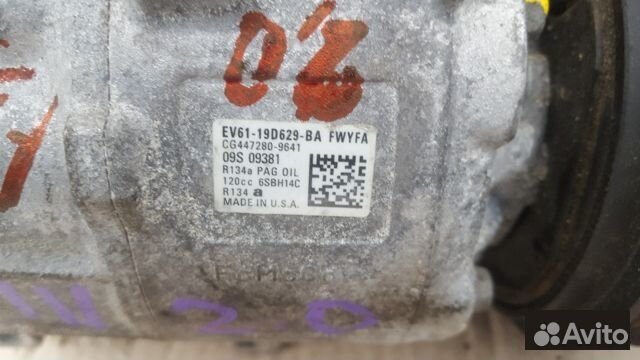 02
EV61-19D629-BA FWYFA
CG447280-9641
09S 09381
R134a PAG OIL
120cc 6SBH14C
R134 a
MADE IN U.S.A.
FoMoCo
2.0
Avito